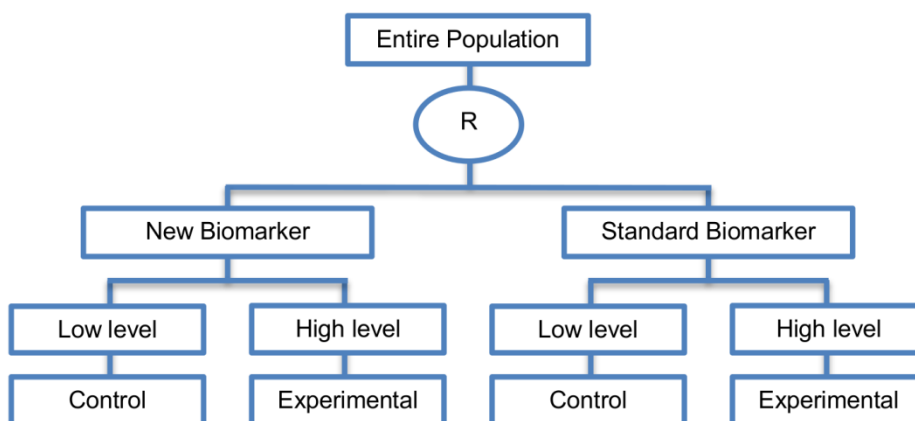 Entire Population
R
New Biomarker
Standard Biomarker
Low level
High level
Low level
High level
Control
Experimental
Control
Experimental